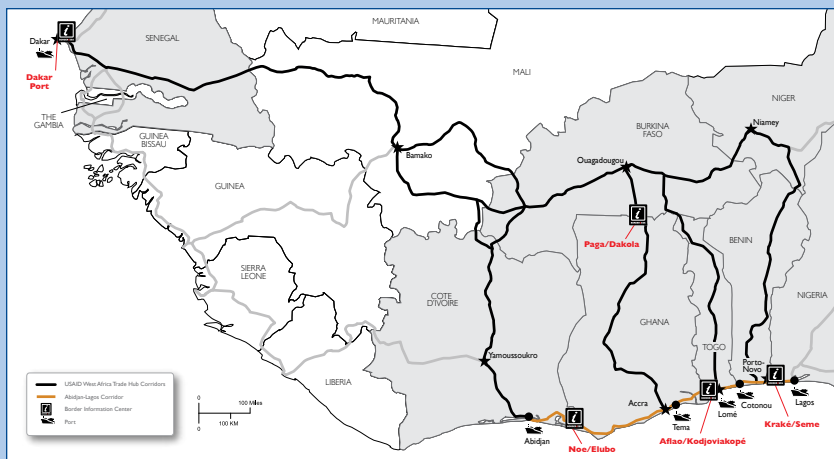 MAURITANIA
SENEGAL
Dakar
Dakar
Port
THE
GAMBIA
GUINEA
BISSAU
GUINEA
SIERRA
LEONE
LIBERIA
MALI
Bamako
NIGER
Niamey
BURKINA
FASO
Ouagadougou
Paga/Dakola
BENIN
NIGERIA
COTE
D'IVOIRE
GHANA
TOGO
Yamoussoukro
Porto-
Novo
Accra
Tema
Lomé
Cotonou
Lagos
Abidjan
Noe/Elubo
Aflao/Kodjoviakopé
Kraké/Seme
USAID West Africa Trade Hub Corridors
Abidjan-Lagos Corridor
Border Information Center
Port
0
100 Miles
0
100 KM